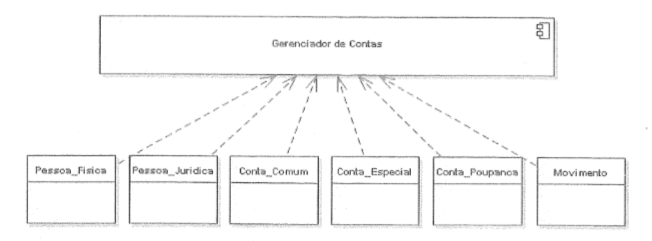 Gerenciador de Contas
Pessoa_Fisica
Pessoa_Juridica
Conta_Comum
Conta_Especial
Conta_Poupanca
Movimento